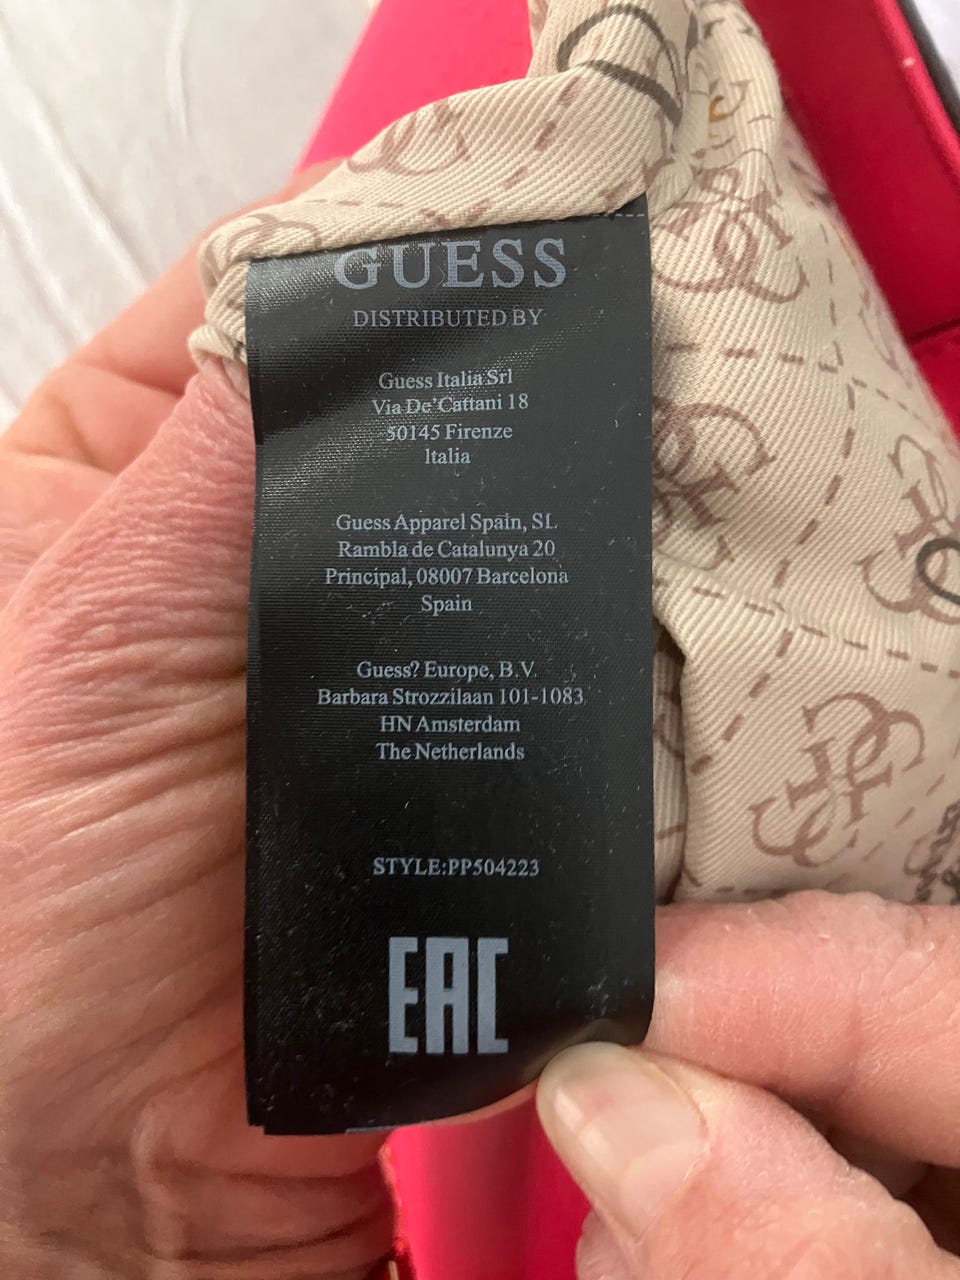 GUESS
DISTRIBUTED BY
Guess Italia Srl
Via De'Cattani 18
50145 Firenze
Italia
Guess Apparel Spain, SL
Rambla de Catalunya 20
Principal, 08007 Barcelona
Spain
Guess? Europe, B.V.
Barbara Strozzilaan 101-1083
HN Amsterdam
The Netherlands
STYLE:PP504223
EAC